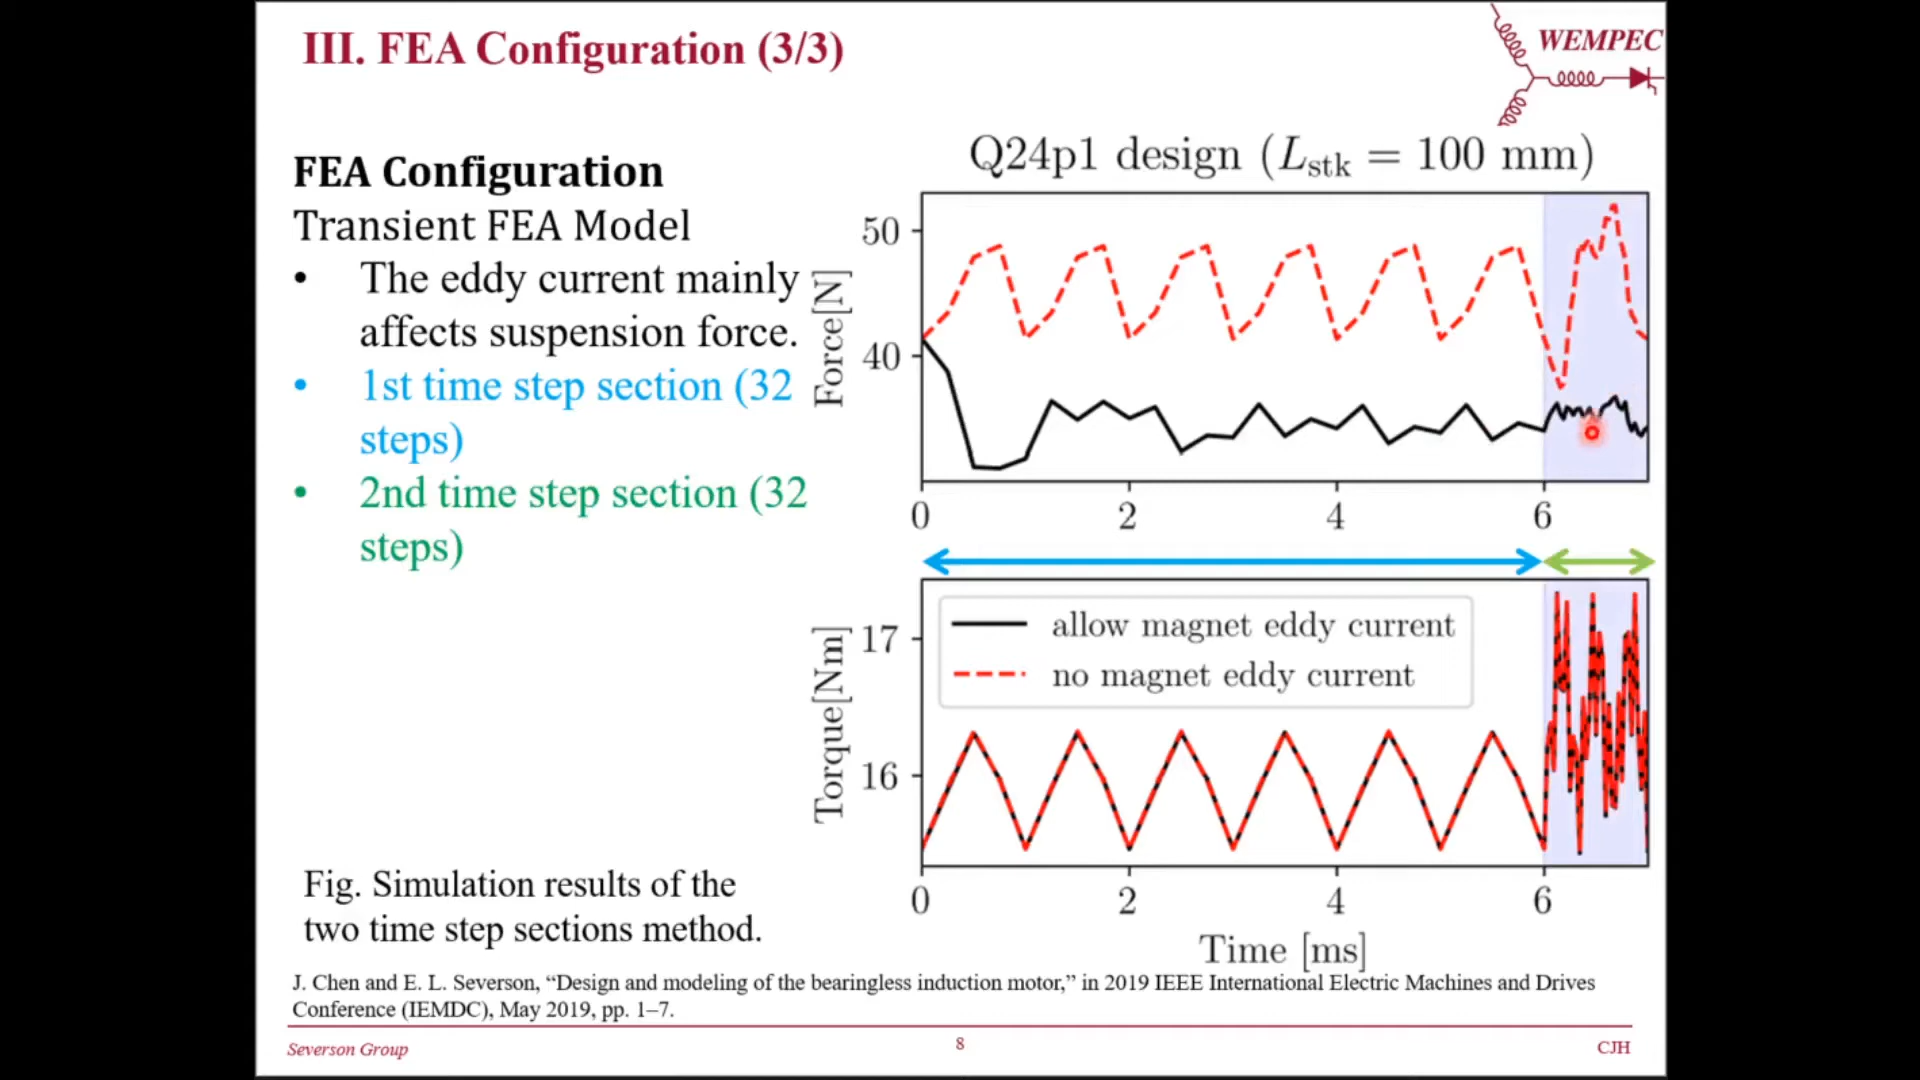 III. FEA Configuration (3/3)
WEMPEC
FEA Configuration
Transient FEA Model
• The eddy current mainly
affects suspension force.
• 1st time step section (32
steps)
• 2nd time step section (32
steps)
Fig. Simulation results of the
two time step sections method.
Q24p1 design (Lstk = 100 mm)
Force[N]
50
40
0 2 4 6
allow magnet eddy current
no magnet eddy current
Torque[Nm]
17
16
0 2 4 6
Time [ms]
J. Chen and E. L. Severson, “Design and modeling of the bearingless induction motor,” in 2019 IEEE International Electric Machines and Drives
Conference (IEMDC), May 2019, pp. 1–7.
Severson Group
8
CJH